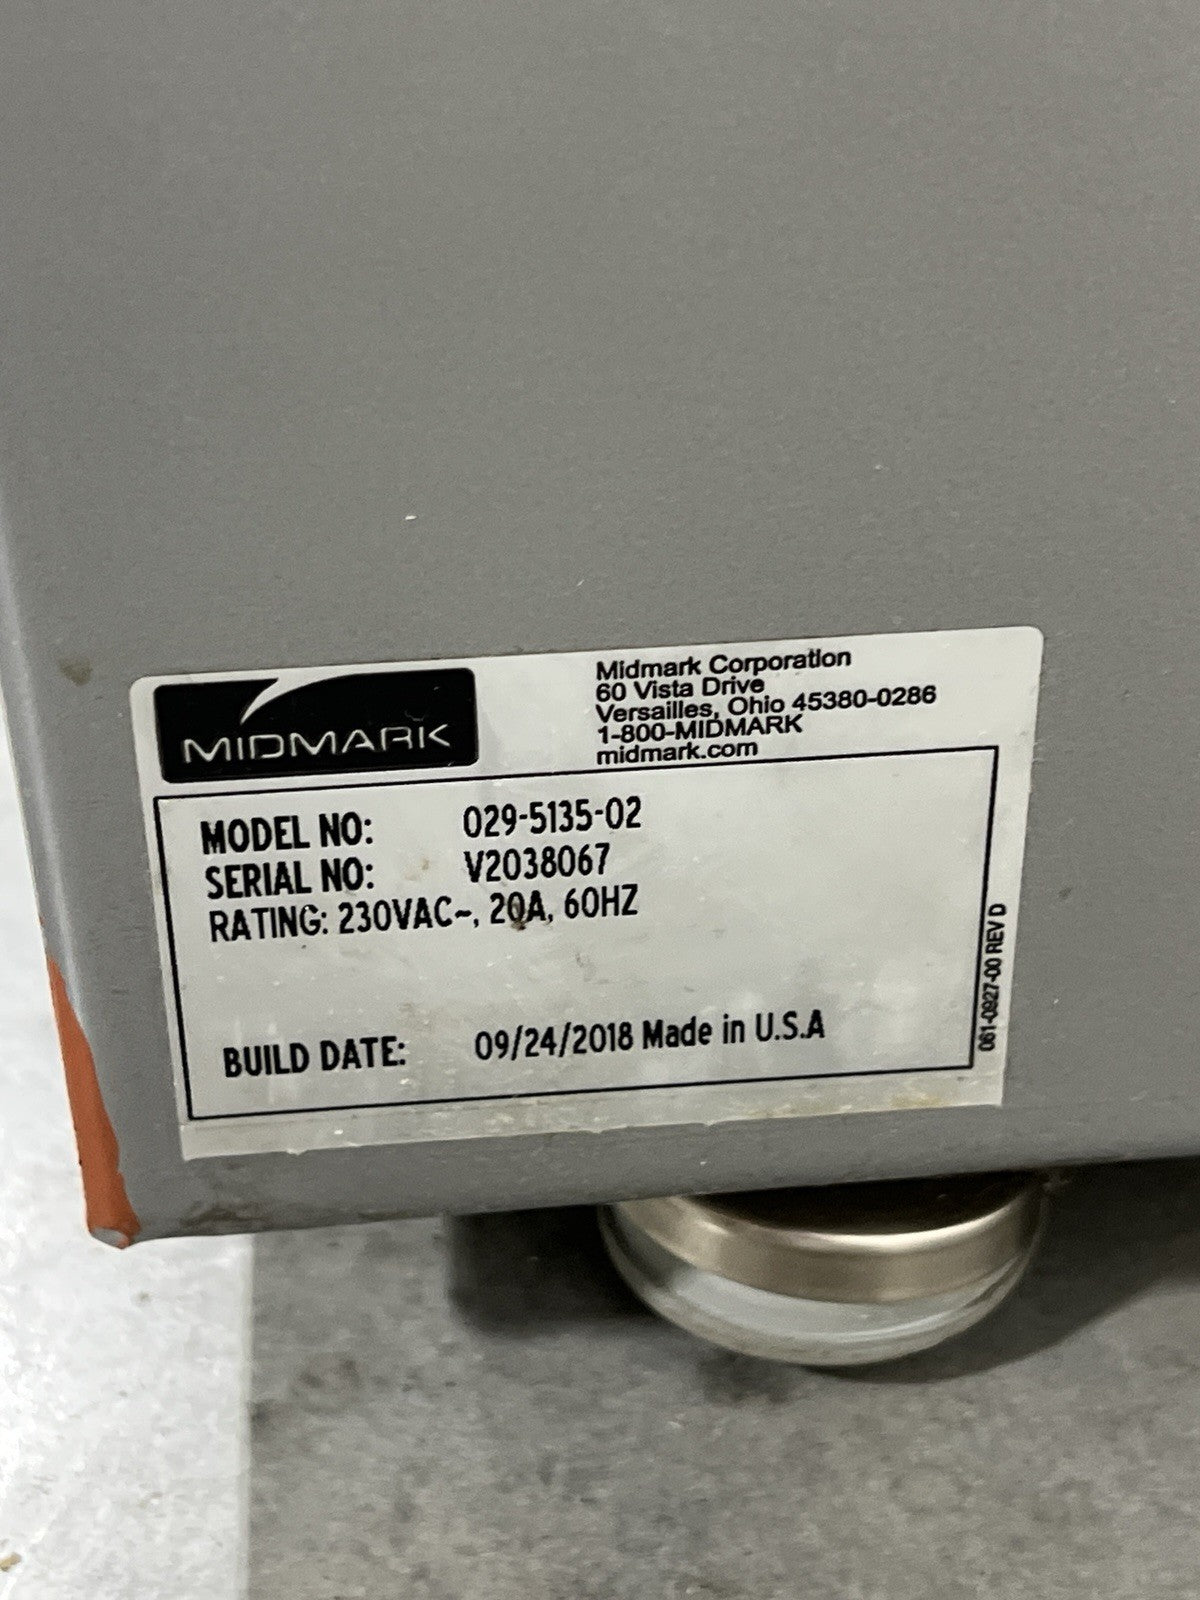 MIDMARK
Midmark Corporation
60 Vista Drive
Versailles, Ohio 45380-0286
1-800-MIDMARK
midmark.com
MODEL NO: 029-5135-02
SERIAL NO: V2038067
RATING: 230VAC~, 20A, 60HZ
BUILD DATE: 09/24/2018 Made in U.S.A
061-0927-00 REV D